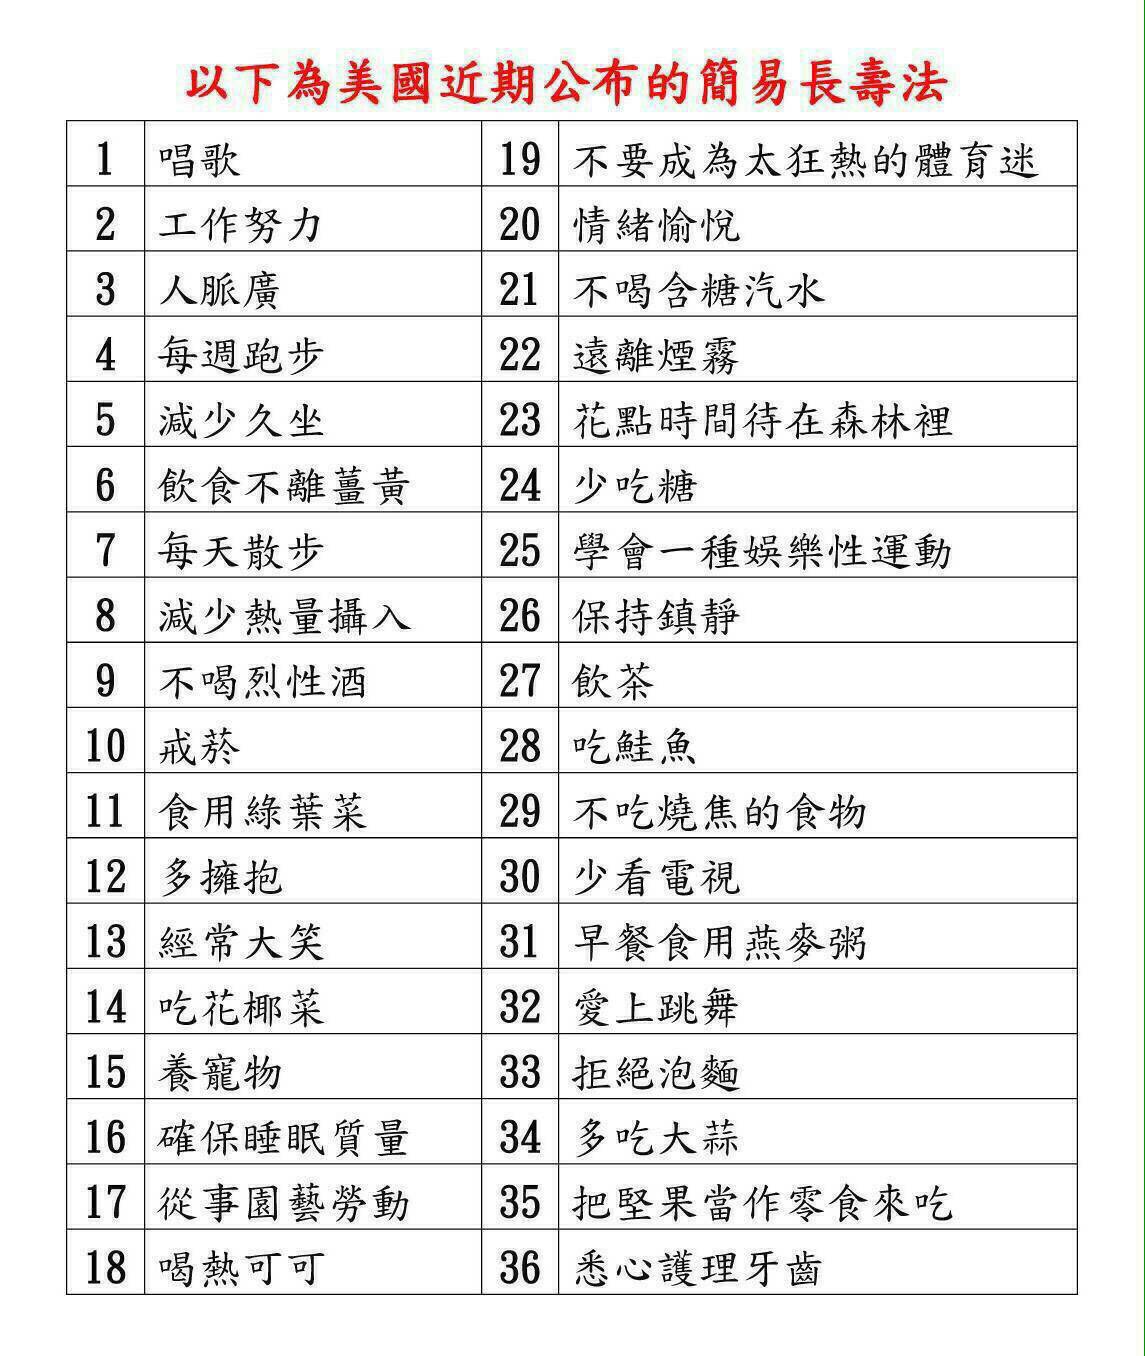 以下為美國近期公布的簡易長壽法
1 唱歌 19 不要成為太狂熱的體育迷
2 工作努力 20 情緒愉悅
3 人脈廣 21 不喝含糖汽水
4 每週跑步 22 遠離煙霧
5 減少久坐 23 花點時間待在森林裡
6 飲食不離薑黃 24 少吃糖
7 每天散步 25 學會一種娛樂性運動
8 減少熱量攝入 26 保持鎮靜
9 不喝烈性酒 27 飲茶
10 戒菸 28 吃鮭魚
11 食用綠葉菜 29 不吃燒焦的食物
12 多擁抱 30 少看電視
13 經常大笑 31 早餐食用燕麥粥
14 吃花椰菜 32 愛上跳舞
15 養寵物 33 拒絕泡麵
16 確保睡眠質量 34 多吃大蒜
17 從事園藝勞動 35 把堅果當作零食來吃
18 喝熱可可 36 悉心護理牙齒